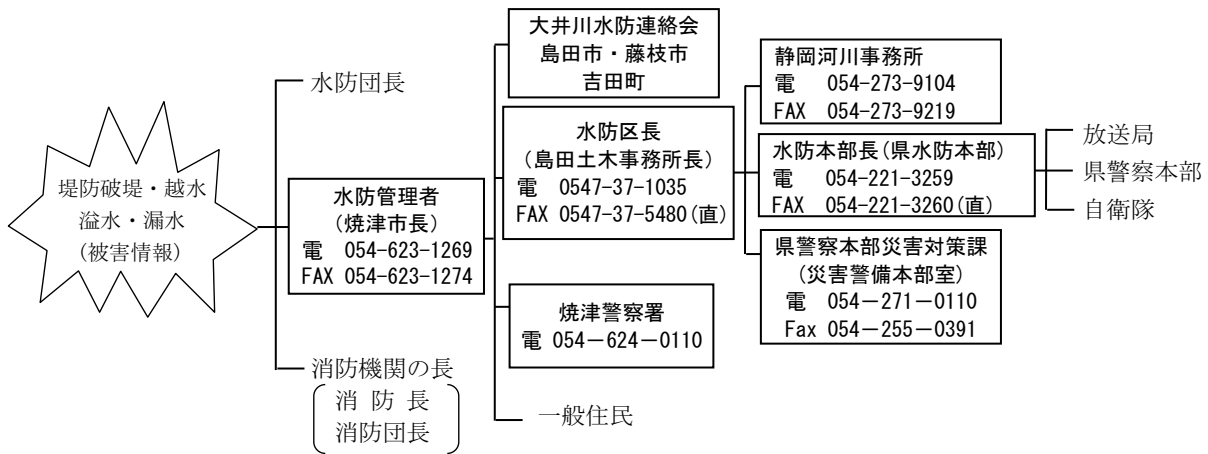 堤防破堤・越水
溢水・漏水
(被害情報)
水防団長
水防管理者
(焼津市長)
電 054-623-1269
FAX 054-623-1274
消防機関の長
消 防 長
消防団長
大井川水防連絡会
島田市・藤枝市
吉田町
水防区長
(島田土木事務所長)
電 0547-37-1035
FAX 0547-37-5480(直)
焼津警察署
電 054－624－0110
一般住民
静岡河川事務所
電 054-273-9104
FAX 054-273-9219
水防本部長(県水防本部)
電 054-221-3259
FAX 054-221-3260(直)
県警察本部災害対策課
(災害警備本部室)
電 054－271－0110
Fax 054－255－0391
放送局
県警察本部
自衛隊